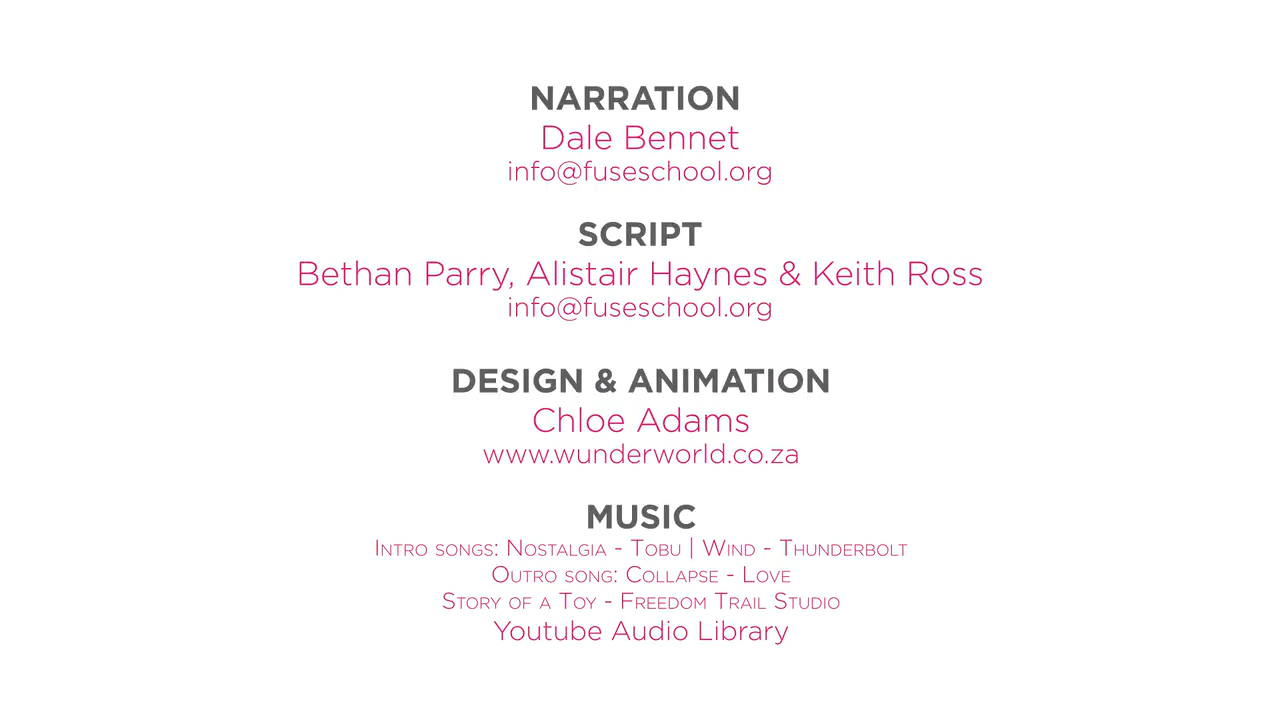 NARRATION
Dale Bennet
info@fuseschool.org
SCRIPT
Bethan Parry, Alistair Haynes & Keith Ross
info@fuseschool.org
DESIGN & ANIMATION
Chloe Adams
www.wunderworld.co.za
MUSIC
Intro songs: Nostalgia - Tobu | Wind - Thunderbolt
Outro song: Collapse - Love
Story of a Toy - Freedom Trail Studio
Youtube Audio Library